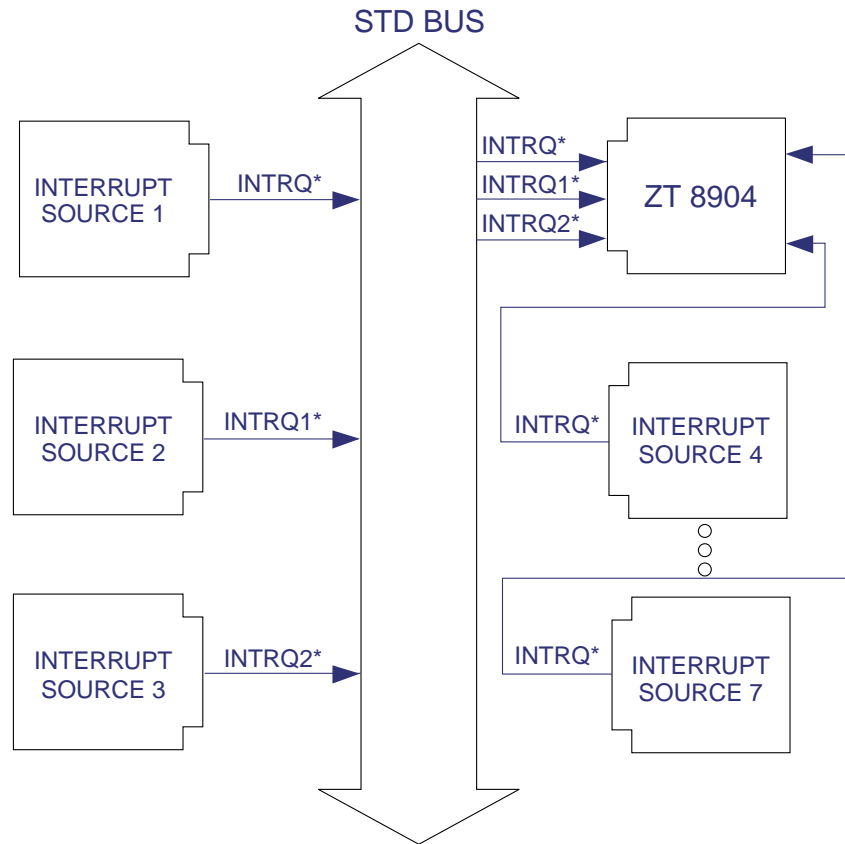 STD BUS
INTERRUPT
SOURCE 1
INTRQ*
INTRQ*
INTRQ1*
INTRQ2*
ZT 8904
INTERRUPT
SOURCE 2
INTRQ1*
INTRQ*
INTERRUPT
SOURCE 4
INTERRUPT
SOURCE 3
INTRQ2*
INTRQ*
INTERRUPT
SOURCE 7